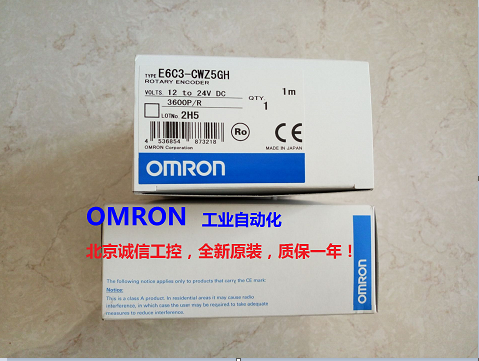 TYPE E6C3-CWZ5GH
ROTARY ENCODER
VOLTS. 12 to 24V DC
3600P/R
QTY. 1
1m
LOTNo 2H5
4 536854 873218
OMRON Corporation
Ro
CE
MADE IN JAPAN
OMRON
OMRON 工业自动化
北京诚信工控，全新原装，质保一年！
The following notice applies only to products that carry the CE mark:
Notice:
This is a class A product. In residential areas it may cause radio
interference, in which case the user may be required to take adequate
measures to reduce interference.
OMRON